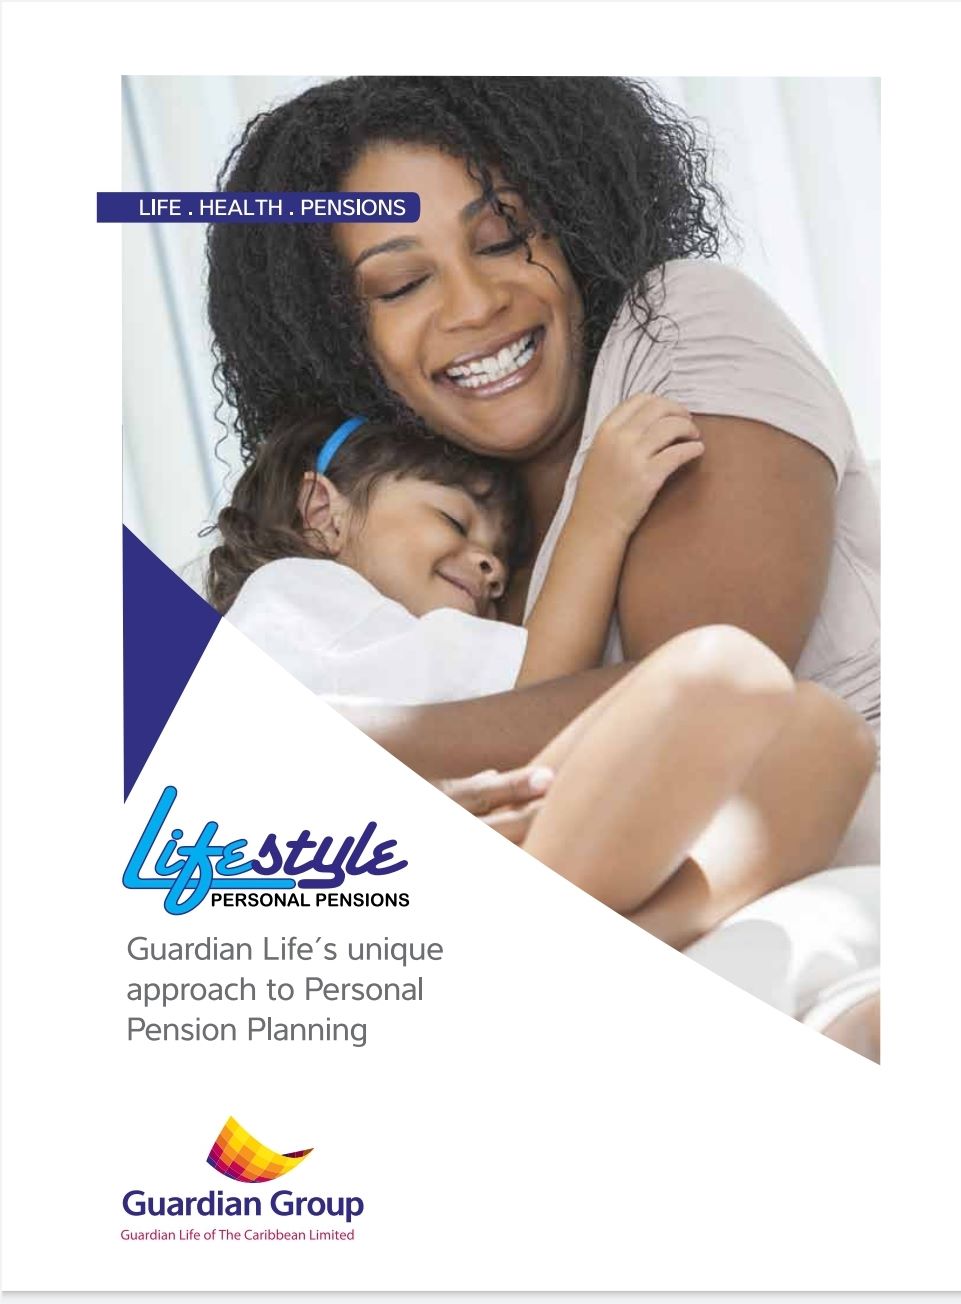 LIFE . HEALTH . PENSIONS
Lifestyle
PERSONAL PENSIONS
Guardian Life´s unique
approach to Personal
Pension Planning
Guardian Group
Guardian Life of The Caribbean Limited